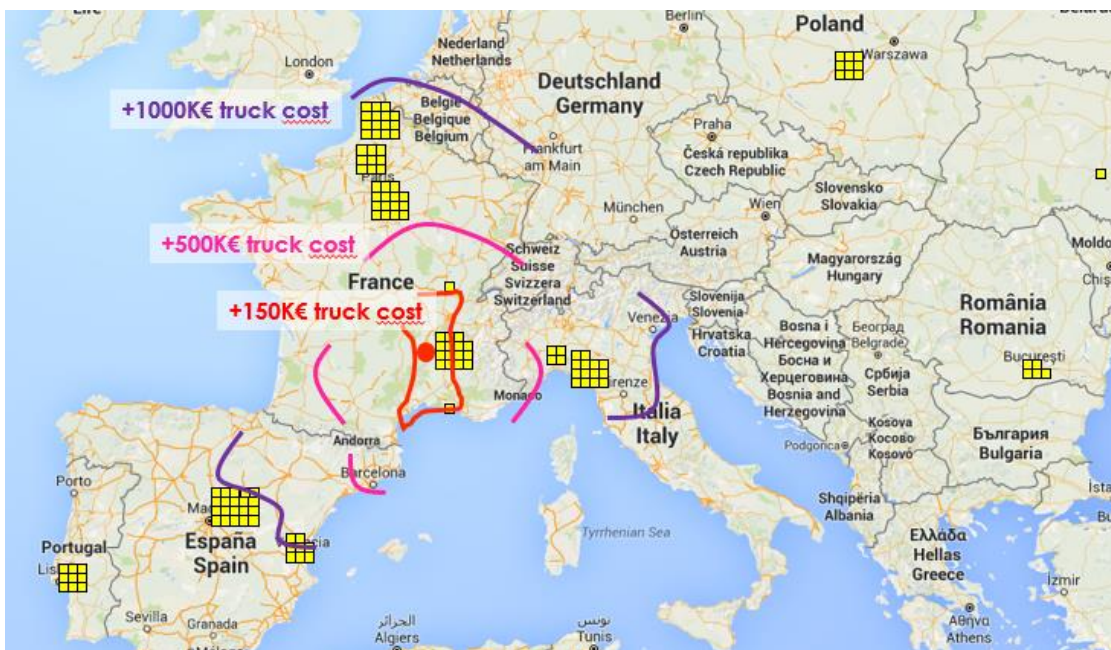 Berlin
Poland
Warszawa
Nederland
Netherlands
London
Deutschland
Germany
+1000K€ truck cost
België
Belgique
Belgium
Praha
Frankfurt
am Main
Česká republika
Czech Republic
Paris
Slovensko
Slovakia
München
Wien
Österreich
Austria
+500K€ truck cost
Schweiz
Suisse
Svizzera
Switzerland
Magyarország
Hungary
France
+150K€ truck cost
Slovenija
Slovenia
Hrvatska
Croatia
Venezia
România
Romania
București
Bosna i
Hercegovina
Босна и
Херцеговина
Bosnia and
Herzegovina
Београд
Belgrade
Србија
Serbia
Monaco
Firenze
Italia
Italy
Kosova
Косово
Kosovo
България
Bulgaria
Podgorica
Andorra
Barcelona
Porto
España
Spain
Portugal
Shqipëria
Albania
Tyrrhenian Sea
Ελλάδα
Hellas
Greece
İzmir
Αθήνα
Athens
Sevilla
Granada
الجزائر
Algiers
تونس
Tunis